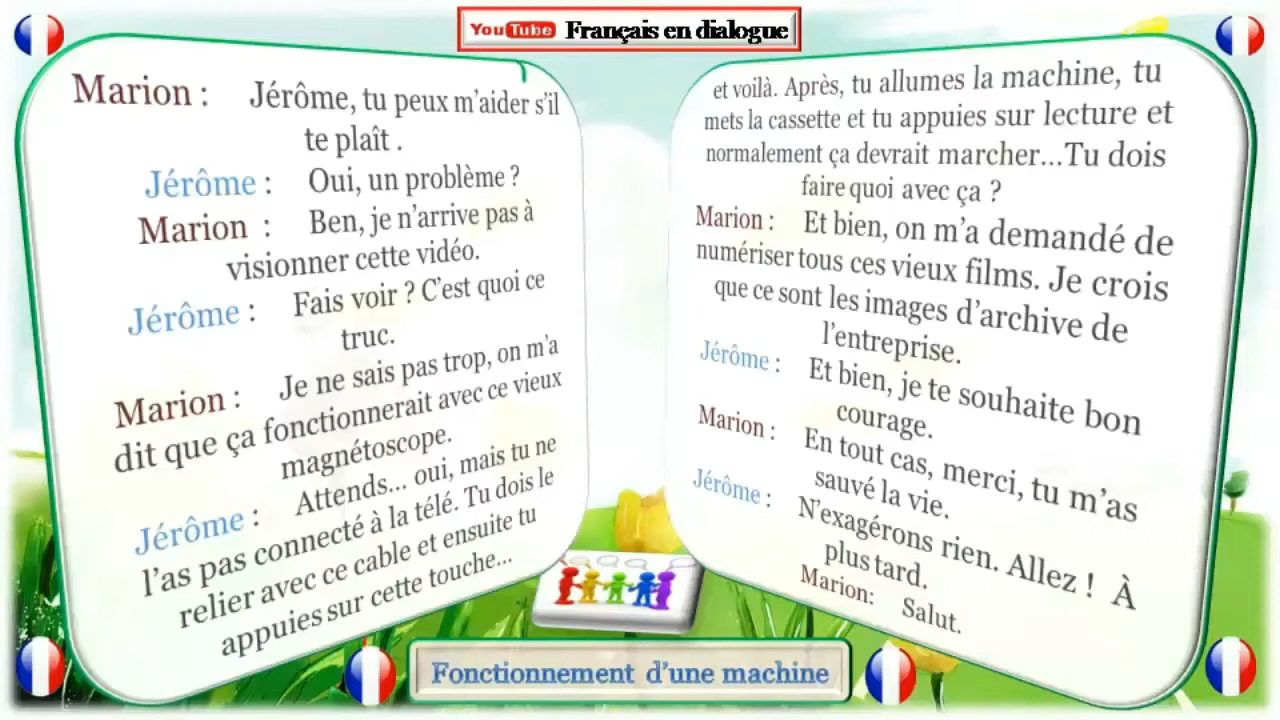 YouTube Français en dialogue
Marion : Jérôme, tu peux m'aider s'il
te plaît .
Jérôme : Oui, un problème ?
Marion : Ben, je n'arrive pas à
visionner cette vidéo.
Jérôme : Fais voir ? C'est quoi ce
truc.
Marion : Je ne sais pas trop, on m'a
dit que ça fonctionnerait avec ce vieux
magnétoscope.
Jérôme : Attends... oui, mais tu ne
l'as pas connecté à la télé. Tu dois le
relier avec ce cable et ensuite tu
appuies sur cette touche...
et voilà. Après, tu allumes la machine, tu
mets la cassette et tu appuies sur lecture et
normalement ça devrait marcher...Tu dois
faire quoi avec ça ?
Marion : Et bien, on m'a demandé de
numériser tous ces vieux films. Je crois
que ce sont les images d'archive de
l'entreprise.
Jérôme : Et bien, je te souhaite bon
courage.
Marion : En tout cas, merci, tu m'as
sauvé la vie.
Jérôme : N'exagérons rien. Allez ! À
plus tard.
Marion: Salut.
Fonctionnement d'une machine